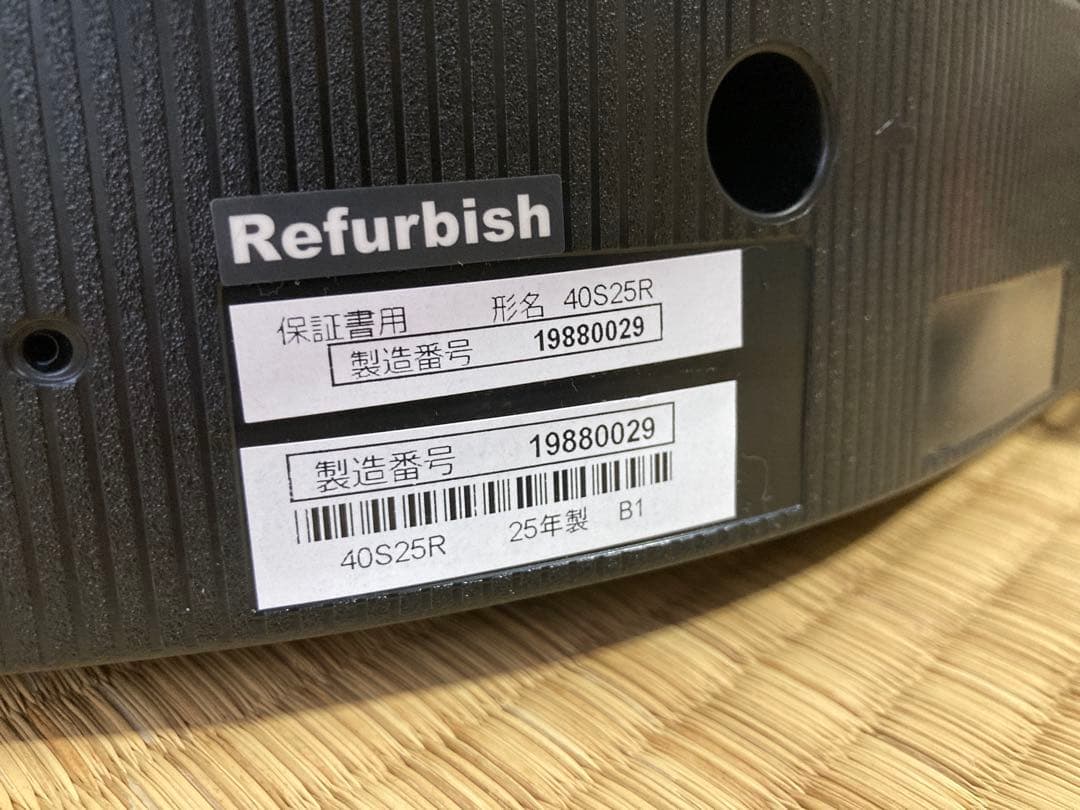 Refurbish
保証書用 形名 40S25R
製造番号 19880029
製造番号 19880029
40S25R 25年製 B1